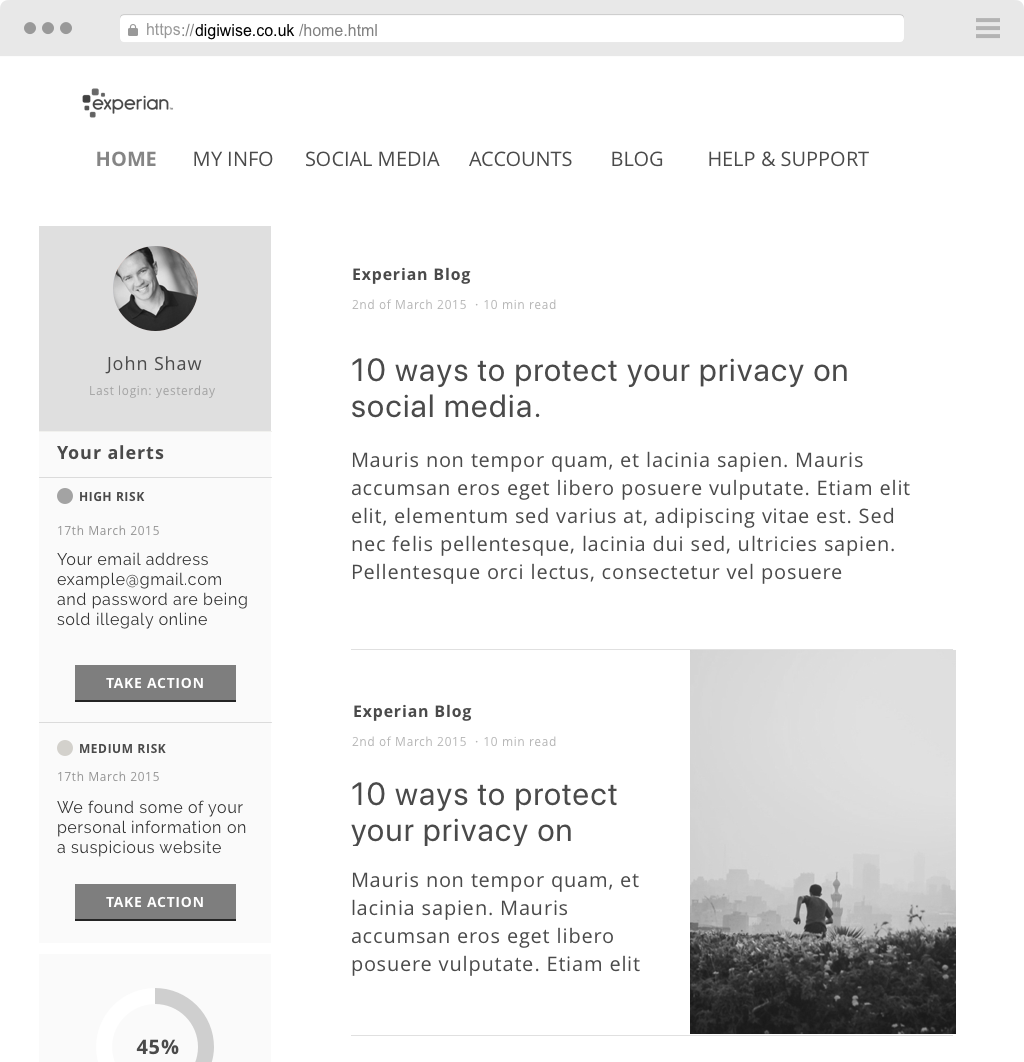 https://digiwise.co.uk /home.html
experian.
HOME MY INFO SOCIAL MEDIA ACCOUNTS BLOG HELP & SUPPORT
John Shaw
Last login: yesterday
Your alerts
HIGH RISK
17th March 2015
Your email address
example@gmail.com
and password are being
sold illegaly online
TAKE ACTION
MEDIUM RISK
17th March 2015
We found some of your
personal information on
a suspicious website
TAKE ACTION
45%
Experian Blog
2nd of March 2015 · 10 min read
10 ways to protect your privacy on
social media.
Mauris non tempor quam, et lacinia sapien. Mauris
accumsan eros eget libero posuere vulputate. Etiam elit
elit, elementum sed varius at, adipiscing vitae est. Sed
nec felis pellentesque, lacinia dui sed, ultricies sapien.
Pellentesque orci lectus, consectetur vel posuere
Experian Blog
2nd of March 2015 · 10 min read
10 ways to protect
your privacy on
Mauris non tempor quam, et
lacinia sapien. Mauris
accumsan eros eget libero
posuere vulputate. Etiam elit